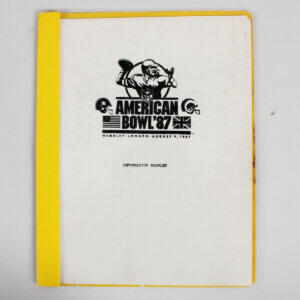 AMERICAN
BOWL '87
WEMBLEY · LONDON · AUGUST 9, 1987
INFORMATION BOOKLET